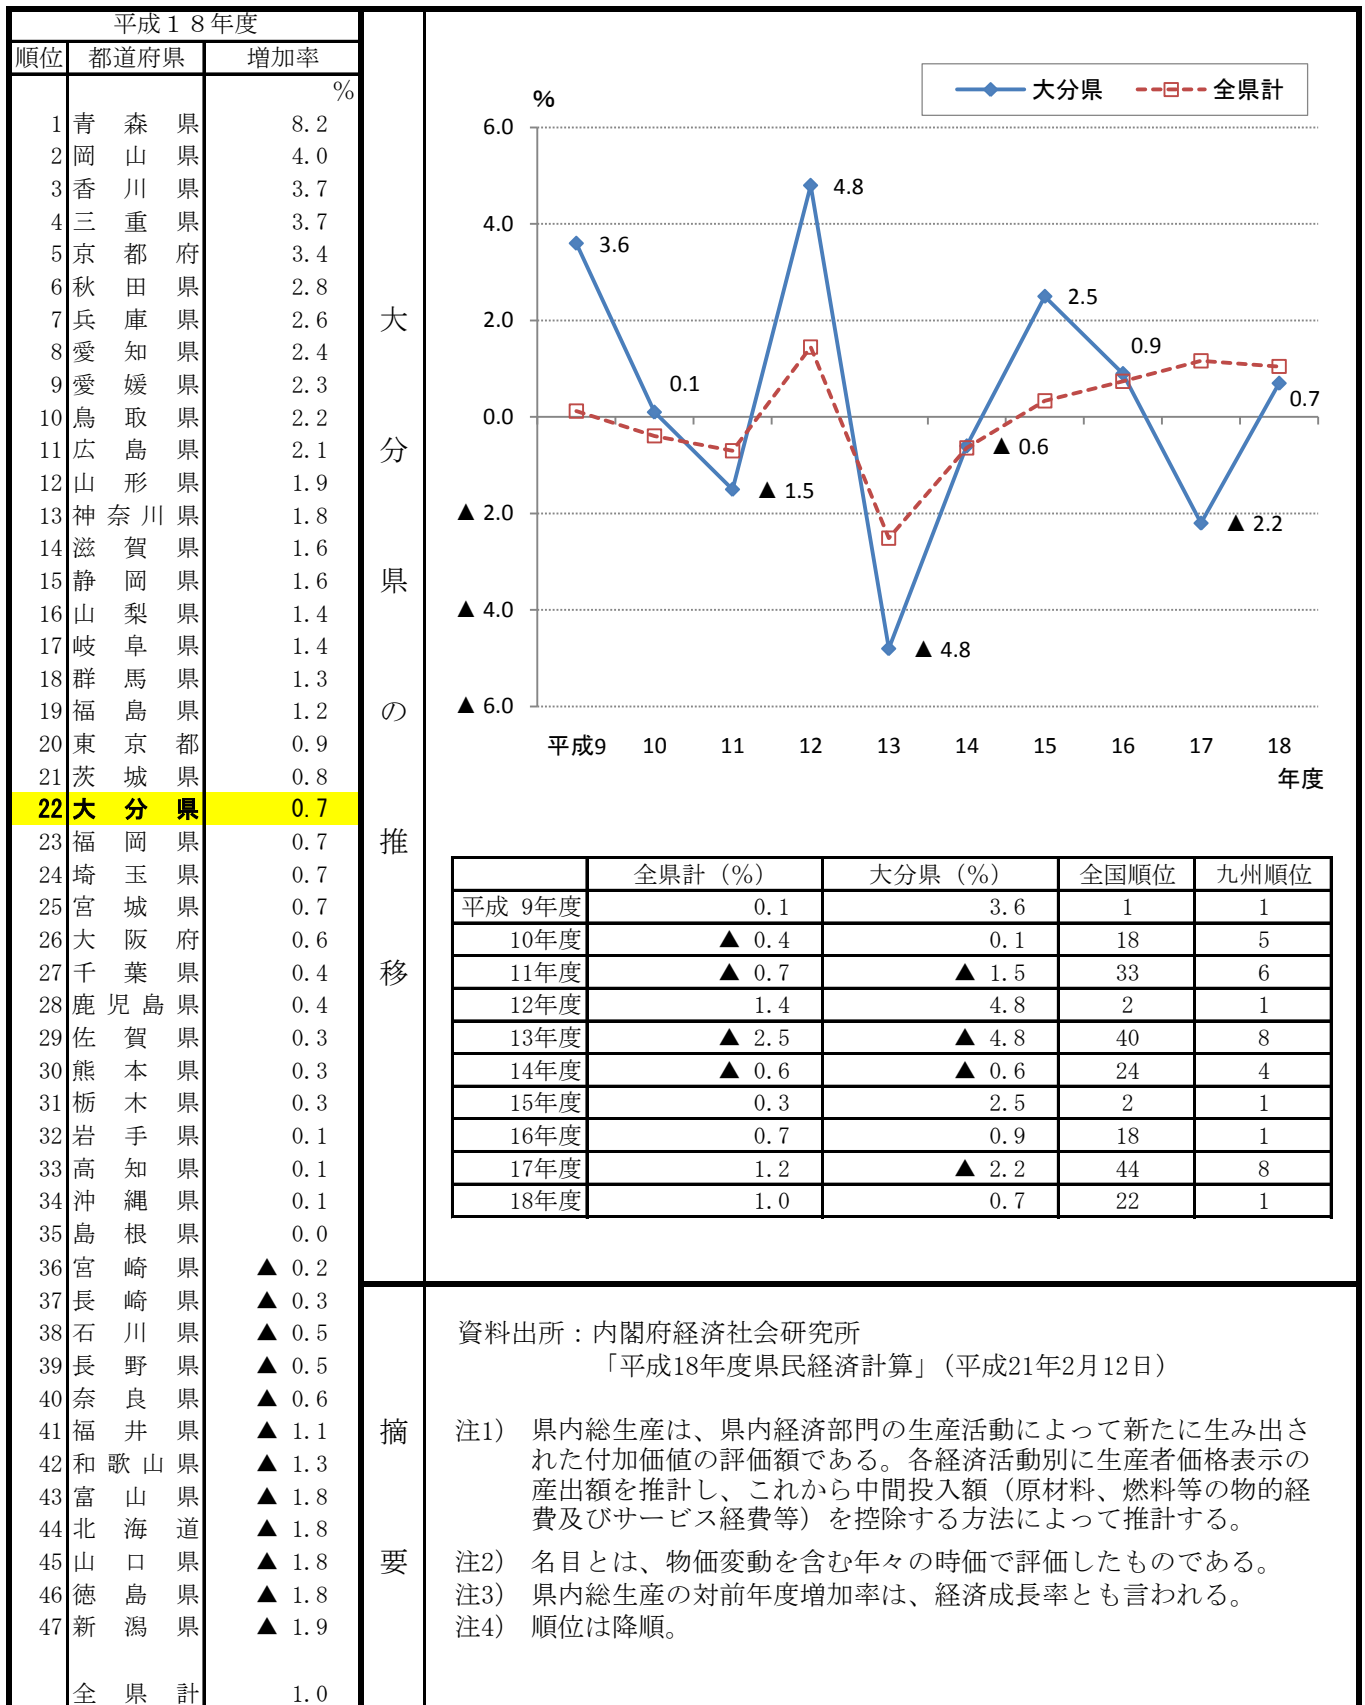 平成１８年度
順位 都道府県 増加率
%
1 青森県 8.2
2 岡山県 4.0
3 香川県 3.7
4 三重県 3.7
5 京都府 3.4
6 秋田県 2.8
7 兵庫県 2.6
8 愛知県 2.4
9 愛媛県 2.3
10 鳥取県 2.2
11 広島県 2.1
12 山形県 1.9
13 神奈川県 1.8
14 滋賀県 1.6
15 静岡県 1.6
16 山梨県 1.4
17 岐阜県 1.4
18 群馬県 1.3
19 福島県 1.2
20 東京都 0.9
21 茨城県 0.8
22 大分県 0.7
23 福岡県 0.7
24 埼玉県 0.7
25 宮城県 0.7
26 大阪府 0.6
27 千葉県 0.4
28 鹿児島県 0.4
29 佐賀県 0.3
30 熊本県 0.3
31 栃木県 0.3
32 岩手県 0.1
33 高知県 0.1
34 沖縄県 0.1
35 島根県 0.0
36 宮崎県 ▲ 0.2
37 長崎県 ▲ 0.3
38 石川県 ▲ 0.5
39 長野県 ▲ 0.5
40 奈良県 ▲ 0.6
41 福井県 ▲ 1.1
42 和歌山県 ▲ 1.3
43 富山県 ▲ 1.8
44 北海道 ▲ 1.8
45 山口県 ▲ 1.8
46 徳島県 ▲ 1.8
47 新潟県 ▲ 1.9
全県計 1.0
大分県の推移
大分県 全県計
%
6.0
4.0
2.0
0.0
▲ 2.0
▲ 4.0
▲ 6.0
3.6
0.1
▲ 1.5
4.8
▲ 4.8
▲ 0.6
2.5
0.9
▲ 2.2
0.7
平成9 10 11 12 13 14 15 16 17 18
年度
全県計（%） 大分県（%） 全国順位 九州順位
平成 9年度 0.1 3.6 1 1
10年度 ▲ 0.4 0.1 18 5
11年度 ▲ 0.7 ▲ 1.5 33 6
12年度 1.4 4.8 2 1
13年度 ▲ 2.5 ▲ 4.8 40 8
14年度 ▲ 0.6 ▲ 0.6 24 4
15年度 0.3 2.5 2 1
16年度 0.7 0.9 18 1
17年度 1.2 ▲ 2.2 44 8
18年度 1.0 0.7 22 1
摘要
資料出所：内閣府経済社会研究所
「平成18年度県民経済計算」（平成21年2月12日）
注1） 県内総生産は、県内経済部門の生産活動によって新たに生み出さ
れた付加価値の評価額である。各経済活動別に生産者価格表示の
産出額を推計し、これから中間投入額（原材料、燃料等の物的経
費及びサービス経費等）を控除する方法によって推計する。
注2） 名目とは、物価変動を含む年々の時価で評価したものである。
注3） 県内総生産の対前年度増加率は、経済成長率とも言われる。
注4） 順位は降順。